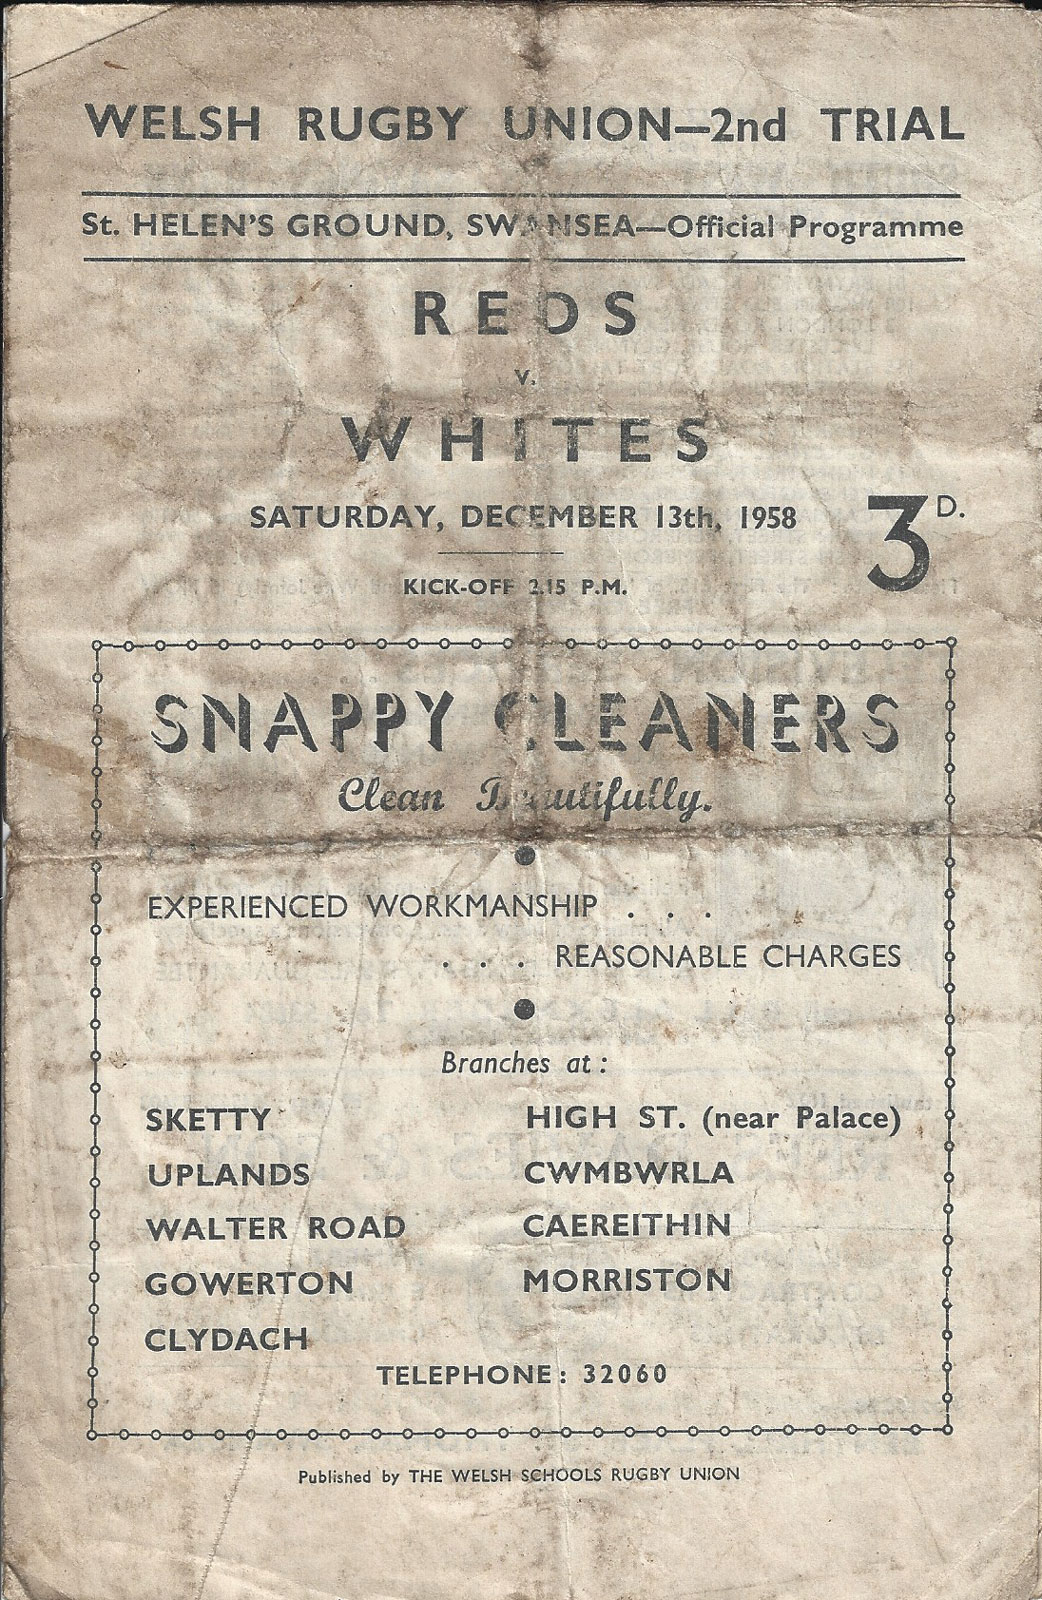 WELSH RUGBY UNION—2nd TRIAL
St. HELEN'S GROUND, SWANSEA—Official Programme
REDS
v.
WHITES
SATURDAY, DECEMBER 13th, 1958
3D.
KICK-OFF 2.15 P.M.
SNAPPY CLEANERS
Clean Beautifully.
EXPERIENCED WORKMANSHIP . . .
. . . REASONABLE CHARGES
Branches at :
SKETTY HIGH ST. (near Palace)
UPLANDS CWMBWRLA
WALTER ROAD CAEREITHIN
GOWERTON MORRISTON
CLYDACH
TELEPHONE : 32060
Published by THE WELSH SCHOOLS RUGBY UNION